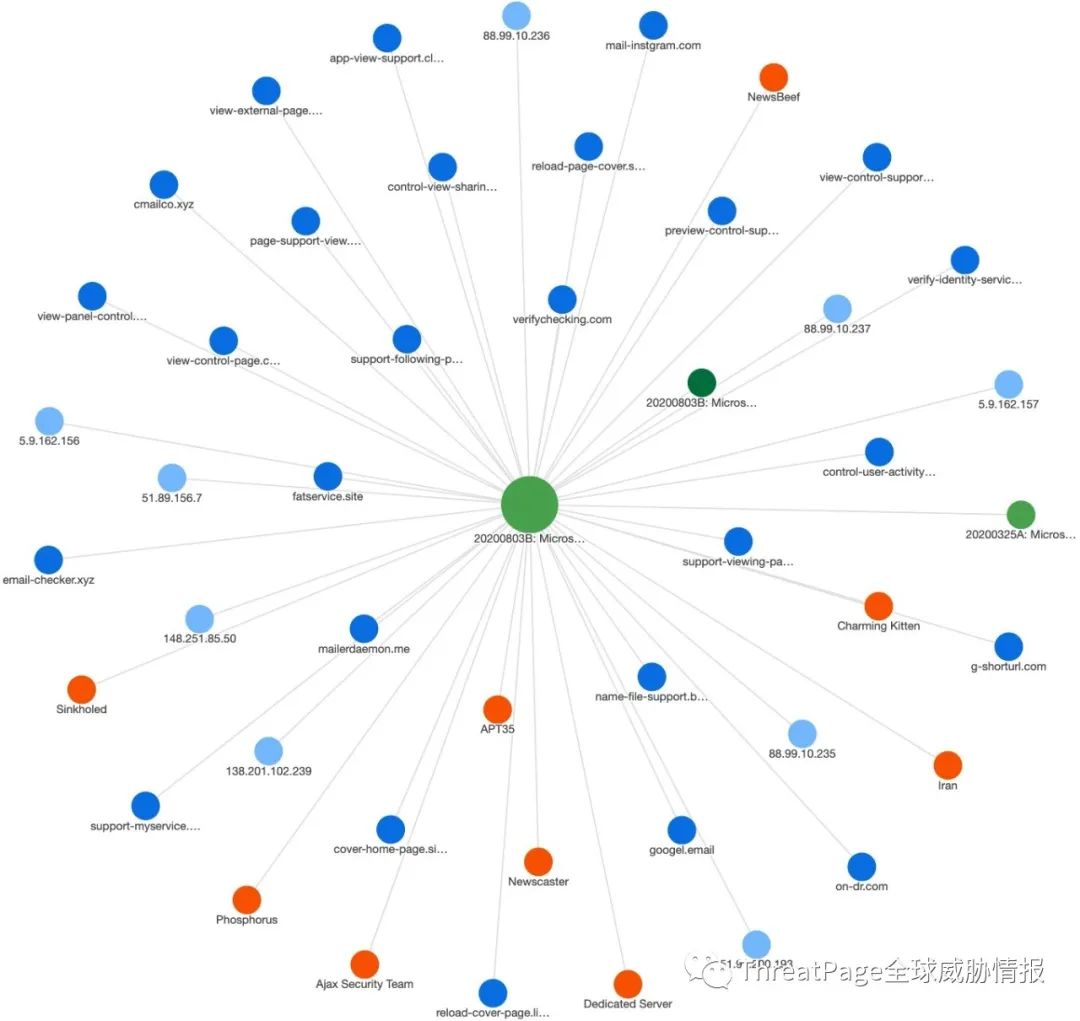 88.99.10.236
mail-instgram.com
app-view-support.cl...
NewsBeef
view-external-page....
reload-page-cover.s...
view-control-suppor...
control-view-sharin...
cmailco.xyz
preview-control-sup...
page-support-view....
verify-identity-servic...
view-panel-control....
verifychecking.com
88.99.10.237
view-control-page.c...
support-following-p...
20200803B: Micros...
5.9.162.157
5.9.162.156
control-user-activity...
51.89.156.7
fatservice.site
20200803B: Micros...
20200325A: Micros...
support-viewing-pa...
email-checker.xyz
Charming Kitten
148.251.85.50
mailerdaemon.me
g-shorturl.com
name-file-support.b...
Sinkholed
APT35
88.99.10.235
138.201.102.239
Iran
support-myservice....
cover-home-page.si...
googel.email
Newscaster
on-dr.com
Phosphorus
ThreatPage全球威胁情报
Ajax Security Team
Dedicated Server
reload-cover-page.li...